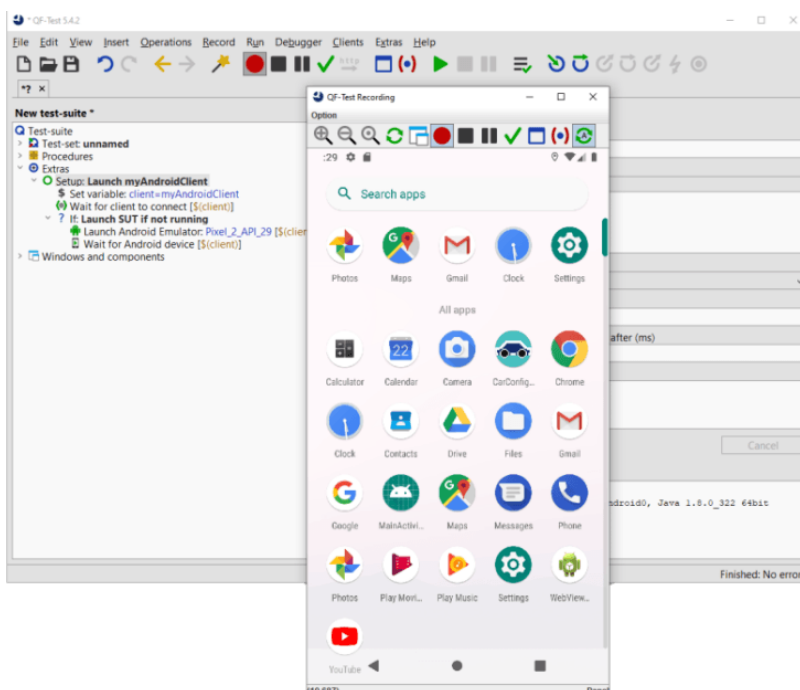 * QF-Test 5.4.2
File Edit View Insert Operations Record Run Debugger Clients Extras Help
*?
New test-suite *
Test-suite
Test-set: unnamed
Procedures
Extras
Setup: Launch myAndroidClient
Set variable: client=myAndroidClient
Wait for client to connect [$(client)]
If: Launch SUT if not running
Launch Android Emulator: Pixel_2_API_29 [$(clien
Wait for Android device [$(client)]
Windows and components
QF-Test Recording
Option
:29
Search apps
Photos Maps Gmail Clock Settings
All apps
22
Calculator Calendar Camera CarConfig... Chrome
Clock Contacts Drive Files Gmail
Google MainActivi... Maps Messages Phone
Photos Play Movi... Play Music Settings WebView...
YouTube
after (ms)
Cancel
droid0, Java 1.8.0_322 64bit
Finished: No error